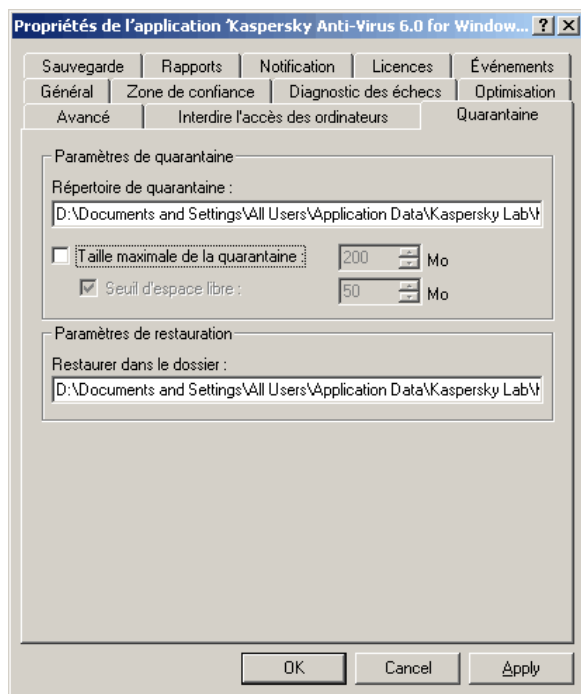 Propriétés de l'application 'Kaspersky Anti-Virus 6.0 for Window...
Sauvegarde Rapports Notification Licences Événements
Général Zone de confiance Diagnostic des échecs Optimisation
Avancé Interdire l'accès des ordinateurs Quarantaine
Paramètres de quarantaine
Répertoire de quarantaine :
D:\Documents and Settings\All Users\Application Data\Kaspersky Lab\
Taille maximale de la quarantaine : 200 Mo
Seuil d'espace libre : 50 Mo
Paramètres de restauration
Restaurer dans le dossier :
D:\Documents and Settings\All Users\Application Data\Kaspersky Lab\
OK Cancel Apply